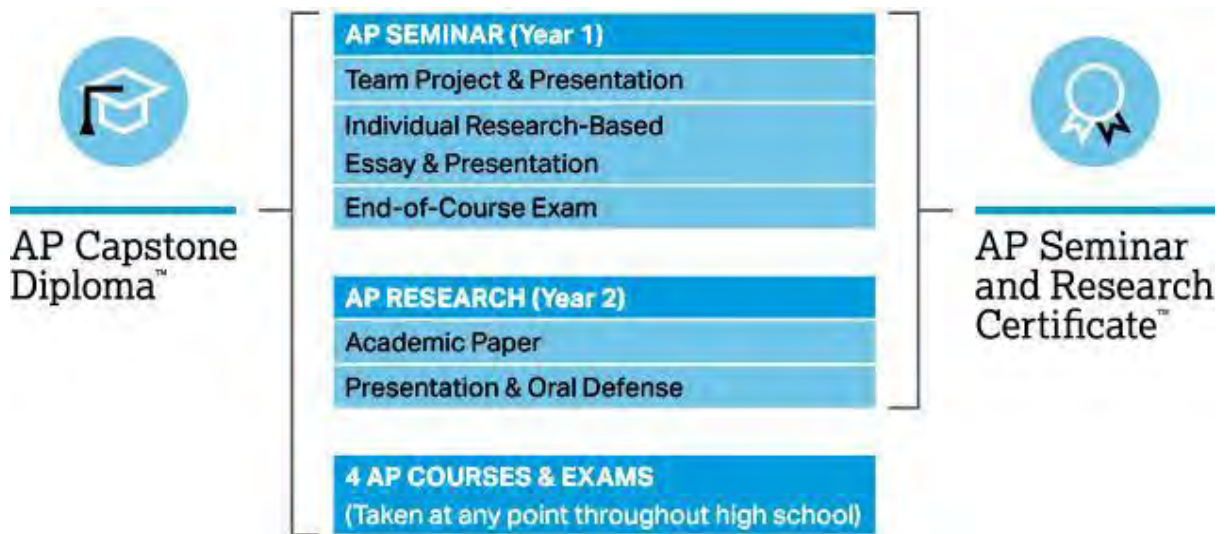 AP SEMINAR (Year 1)
Team Project & Presentation
Individual Research-Based
Essay & Presentation
End-of-Course Exam
AP Capstone
Diploma™
AP Seminar
and Research
Certificate™
AP RESEARCH (Year 2)
Academic Paper
Presentation & Oral Defense
4 AP COURSES & EXAMS
(Taken at any point throughout high school)